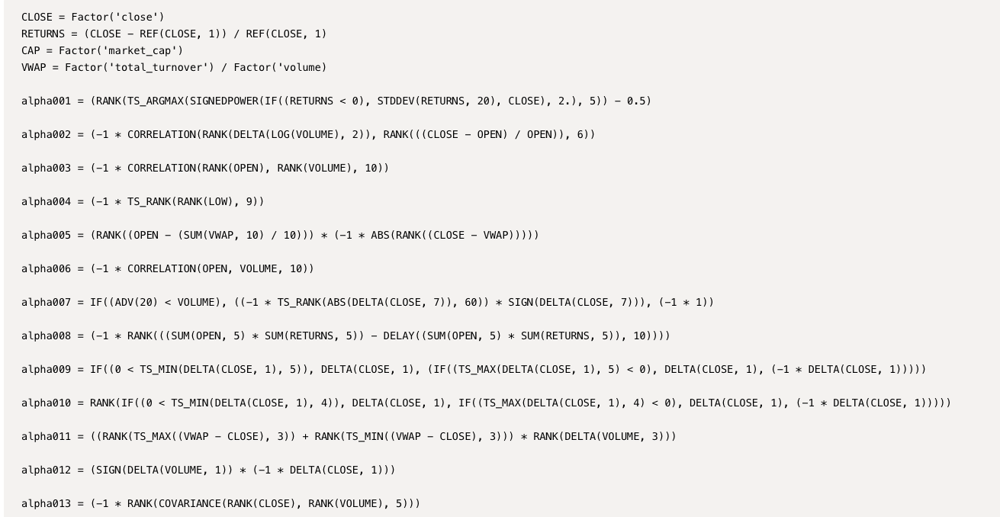 CLOSE = Factor('close')
RETURNS = (CLOSE − REF(CLOSE, 1)) / REF(CLOSE, 1)
CAP = Factor('market_cap')
VWAP = Factor('total_turnover') / Factor('volume)
alpha001 = (RANK(TS_ARGMAX(SIGNEDPOWER(IF((RETURNS < 0), STDDEV(RETURNS, 20), CLOSE), 2.), 5)) − 0.5)
alpha002 = (−1 * CORRELATION(RANK(DELTA(LOG(VOLUME), 2)), RANK(((CLOSE − OPEN) / OPEN)), 6))
alpha003 = (−1 * CORRELATION(RANK(OPEN), RANK(VOLUME), 10))
alpha004 = (−1 * TS_RANK(RANK(LOW), 9))
alpha005 = (RANK((OPEN − (SUM(VWAP, 10) / 10))) * (−1 * ABS(RANK((CLOSE − VWAP)))))
alpha006 = (−1 * CORRELATION(OPEN, VOLUME, 10))
alpha007 = IF((ADV(20) < VOLUME), ((−1 * TS_RANK(ABS(DELTA(CLOSE, 7)), 60)) * SIGN(DELTA(CLOSE, 7))), (−1 * 1))
alpha008 = (−1 * RANK(((SUM(OPEN, 5) * SUM(RETURNS, 5)) − DELAY((SUM(OPEN, 5) * SUM(RETURNS, 5)), 10))))
alpha009 = IF((0 < TS_MIN(DELTA(CLOSE, 1), 5)), DELTA(CLOSE, 1), (IF((TS_MAX(DELTA(CLOSE, 1), 5) < 0), DELTA(CLOSE, 1), (−1 * DELTA(CLOSE, 1)))))
alpha010 = RANK(IF((0 < TS_MIN(DELTA(CLOSE, 1), 4)), DELTA(CLOSE, 1), IF((TS_MAX(DELTA(CLOSE, 1), 4) < 0), DELTA(CLOSE, 1), (−1 * DELTA(CLOSE, 1)))))
alpha011 = ((RANK(TS_MAX((VWAP − CLOSE), 3)) + RANK(TS_MIN((VWAP − CLOSE), 3))) * RANK(DELTA(VOLUME, 3)))
alpha012 = (SIGN(DELTA(VOLUME, 1)) * (−1 * DELTA(CLOSE, 1)))
alpha013 = (−1 * RANK(COVARIANCE(RANK(CLOSE), RANK(VOLUME), 5)))